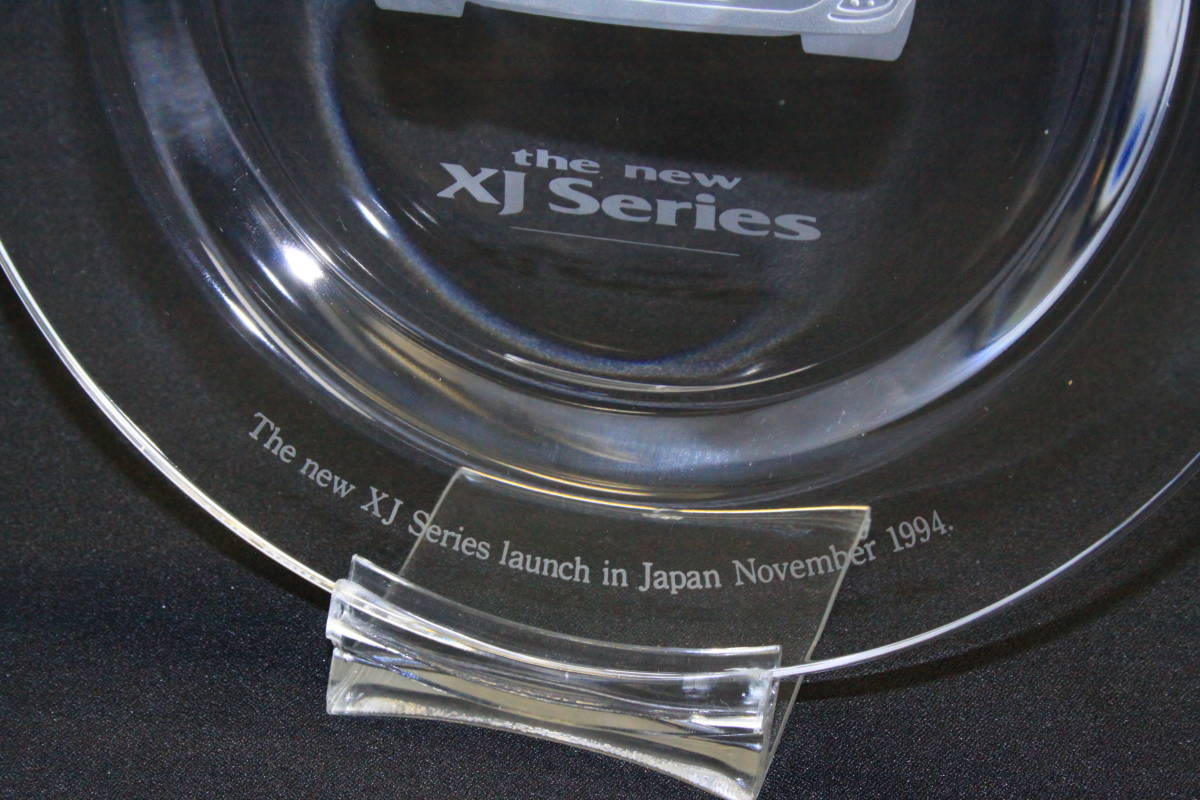 the new
XJ Series
The new XJ Series launch in Japan November 1994.